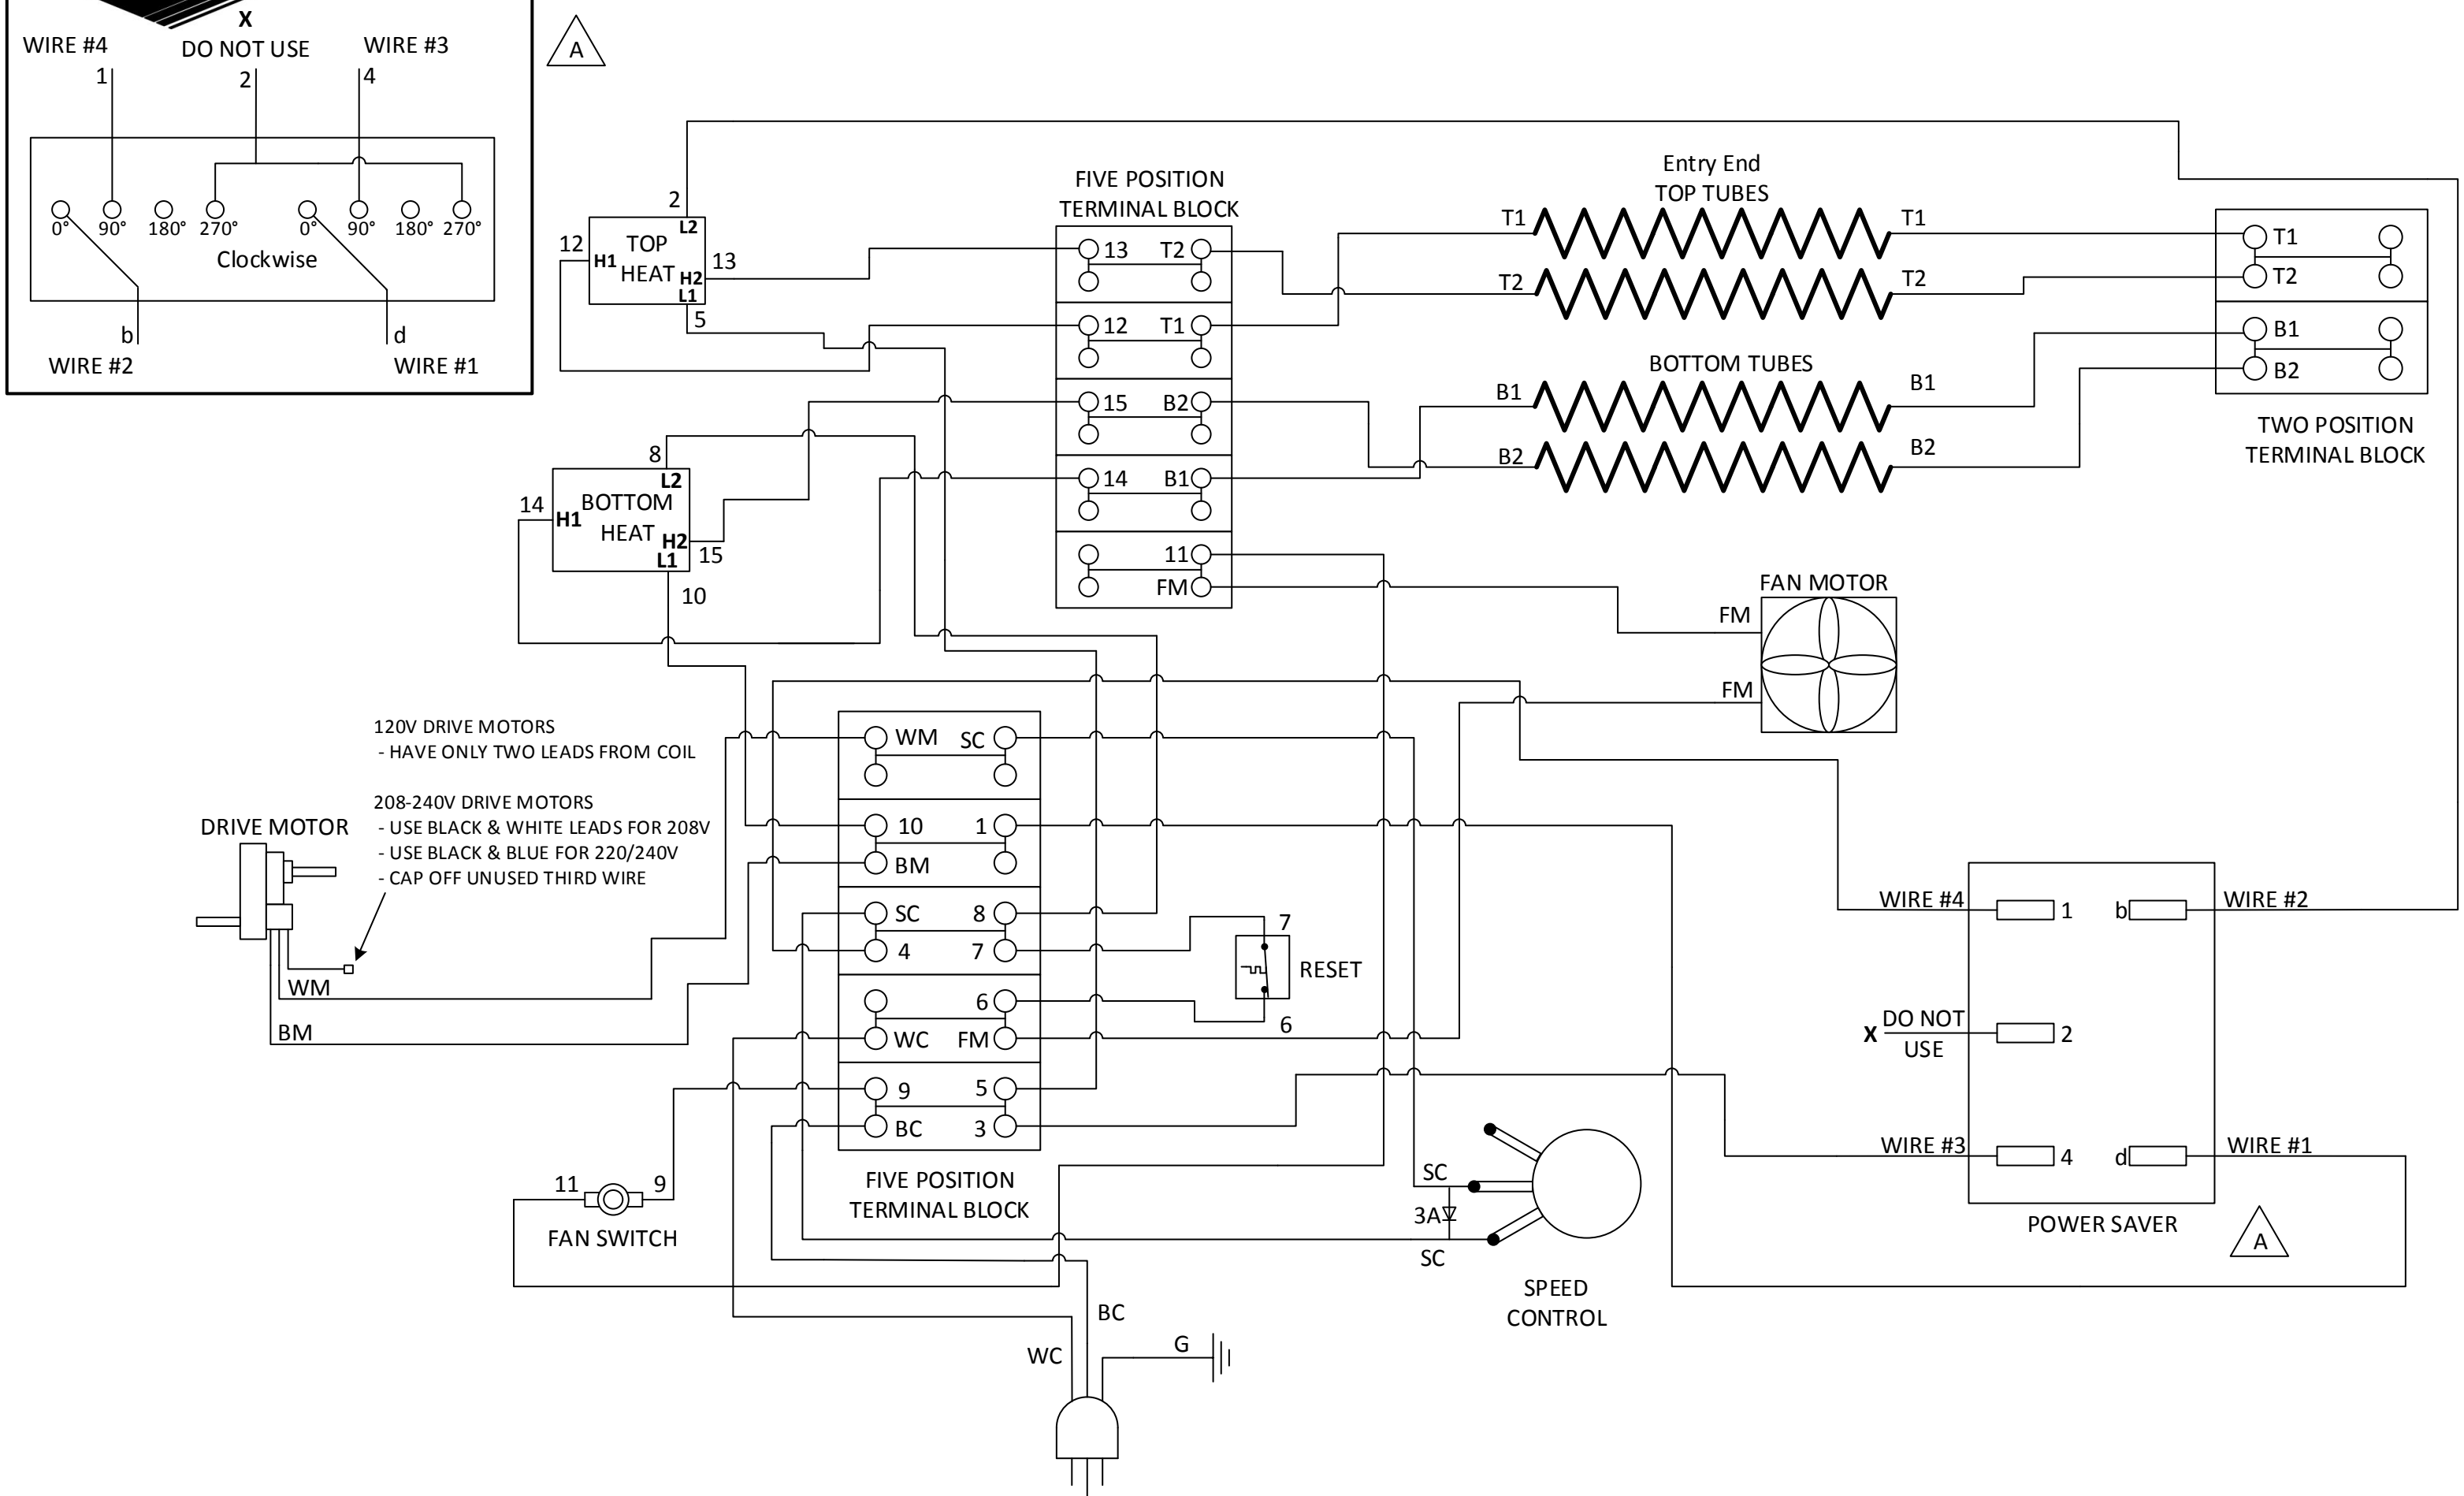 X
WIRE #4
DO NOT USE
WIRE #3
1
2
4
0°
90°
180°
270°
0°
90°
180°
270°
Clockwise
b
d
WIRE #2
WIRE #1
A
2
L2
12
TOP
HEAT
H1
13
H2
L1
5
FIVE POSITION
TERMINAL BLOCK
13
T2
12
T1
15
B2
14
B1
11
FM
Entry End
TOP TUBES
T1
T1
T2
T2
BOTTOM TUBES
B1
B1
B2
B2
T1
T2
B1
B2
TWO POSITION
TERMINAL BLOCK
8
L2
14
BOTTOM
H1
HEAT
H2
L1
15
10
FAN MOTOR
FM
FM
120V DRIVE MOTORS
- HAVE ONLY TWO LEADS FROM COIL
208-240V DRIVE MOTORS
- USE BLACK & WHITE LEADS FOR 208V
- USE BLACK & BLUE FOR 220/240V
- CAP OFF UNUSED THIRD WIRE
DRIVE MOTOR
WM
BM
WM
SC
10
1
BM
SC
8
4
7
6
WC
FM
9
5
BC
3
FIVE POSITION
TERMINAL BLOCK
7
RESET
6
11
9
FAN SWITCH
SC
3A
SC
SPEED
CONTROL
WIRE #4
1
b
WIRE #2
X
DO NOT
USE
2
WIRE #3
4
d
WIRE #1
POWER SAVER
A
BC
WC
G